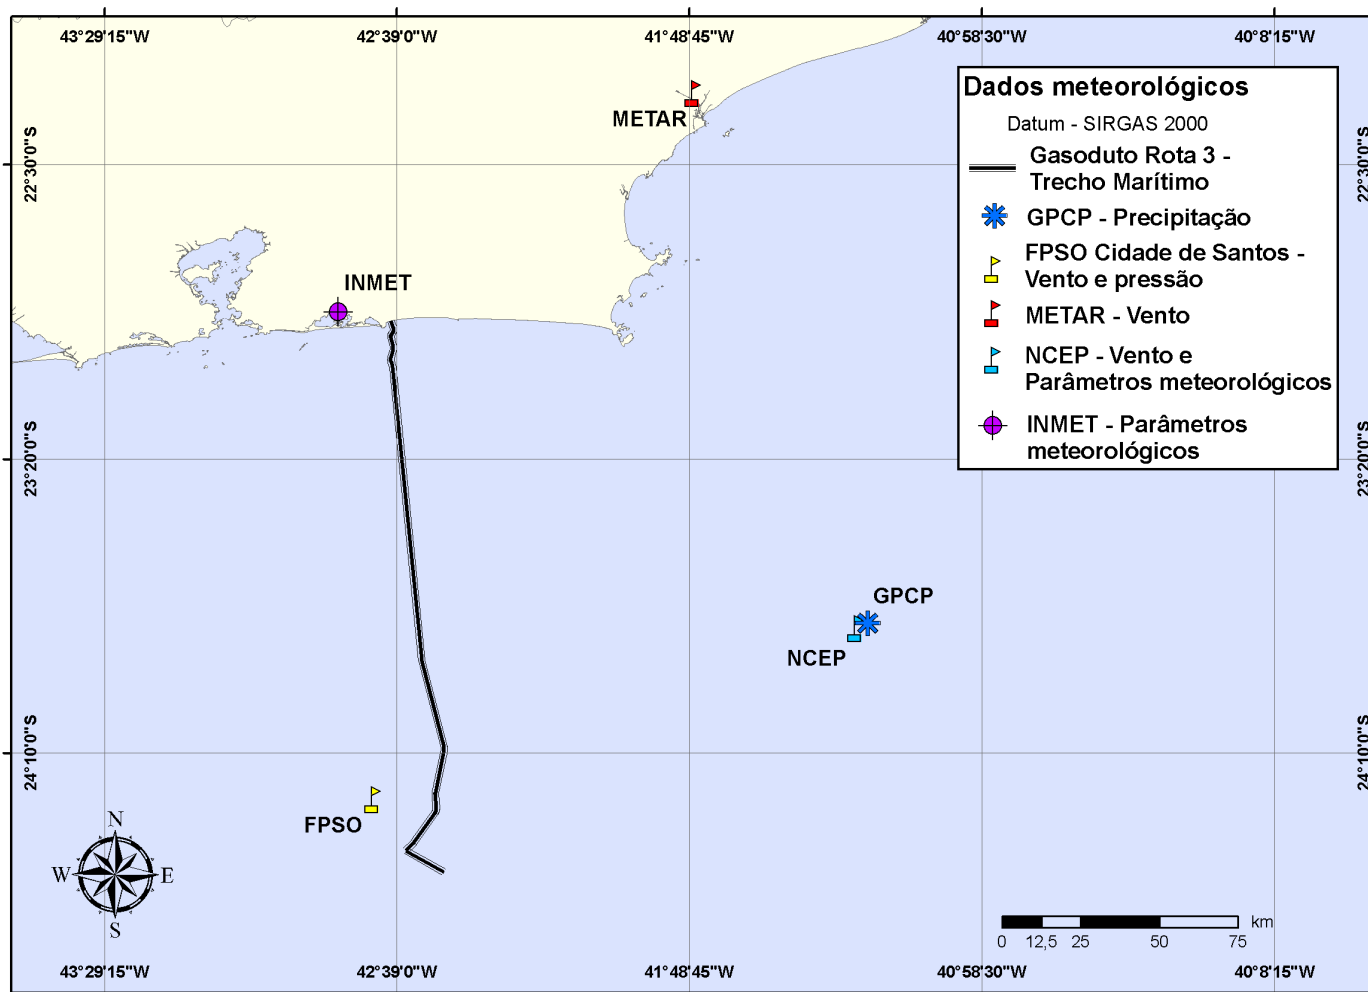 43°29'15"W
42°39'0"W
41°48'45"W
40°58'30"W
40°8'15"W
Dados meteorológicos
Datum - SIRGAS 2000
Gasoduto Rota 3 -
Trecho Marítimo
GPCP - Precipitação
FPSO Cidade de Santos -
Vento e pressão
METAR - Vento
NCEP - Vento e
Parâmetros meteorológicos
INMET - Parâmetros
meteorológicos
METAR
22°30'0"S
22°30'0"S
INMET
23°20'0"S
23°20'0"S
GPCP
NCEP
24°10'0"S
24°10'0"S
FPSO
N
W
E
S
km
0 12,5 25 50 75
43°29'15"W
42°39'0"W
41°48'45"W
40°58'30"W
40°8'15"W